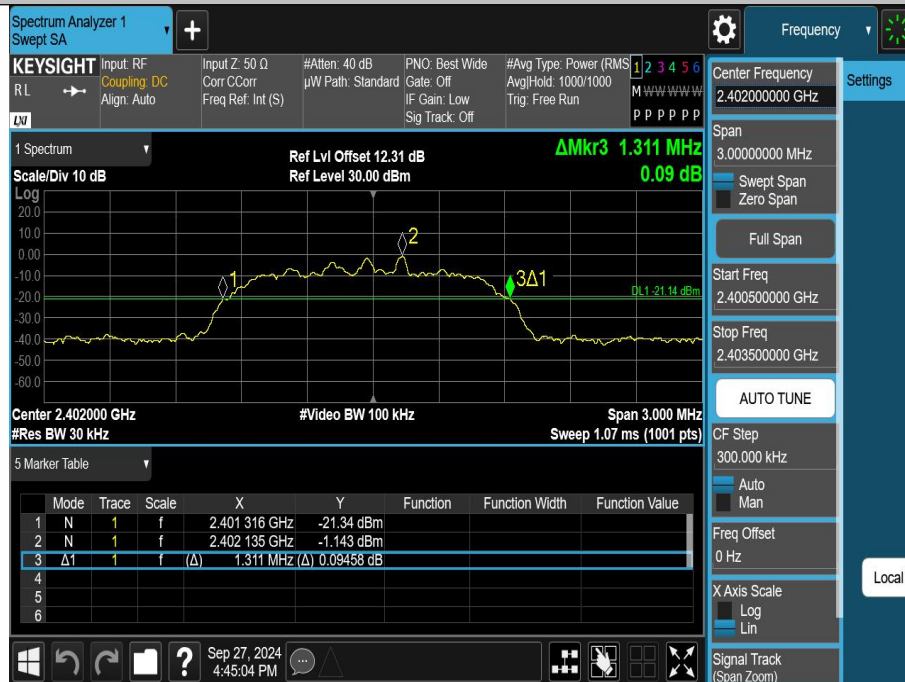 Spectrum Analyzer 1
Swept SA
Frequency
KEYSIGHT
RL
LXI
Input: RF
Coupling: DC
Align: Auto
Input Z: 50 Ω
Corr CCorr
Freq Ref: Int (S)
#Atten: 40 dB
µW Path: Standard
PNO: Best Wide
Gate: Off
IF Gain: Low
Sig Track: Off
#Avg Type: Power (RMS
Avg|Hold: 1000/1000
Trig: Free Run
1 2 3 4 5 6
M W W W W W
P P P P P P
1 Spectrum
Scale/Div 10 dB
Ref Lvl Offset 12.31 dB
Ref Level 30.00 dBm
ΔMkr3 1.311 MHz
0.09 dB
Log
20.0
10.0
0.00
-10.0
-20.0
-30.0
-40.0
-50.0
-60.0
1
2
3Δ1
DL1 -21.14 dBm
Center 2.402000 GHz
#Video BW 100 kHz
Span 3.000 MHz
#Res BW 30 kHz
Sweep 1.07 ms (1001 pts)
5 Marker Table
Mode Trace Scale X Y Function Function Width Function Value
1 N 1 f 2.401 316 GHz -21.34 dBm
2 N 1 f 2.402 135 GHz -1.143 dBm
3 Δ1 1 f (Δ) 1.311 MHz (Δ) 0.09458 dB
4
5
6
Sep 27, 2024
4:45:04 PM
?
Center Frequency
2.402000000 GHz
Settings
Span
3.00000000 MHz
Swept Span
Zero Span
Full Span
Start Freq
2.400500000 GHz
Stop Freq
2.403500000 GHz
AUTO TUNE
CF Step
300.000 kHz
Auto
Man
Freq Offset
0 Hz
Local
X Axis Scale
Log
Lin
Signal Track
(Span Zoom)